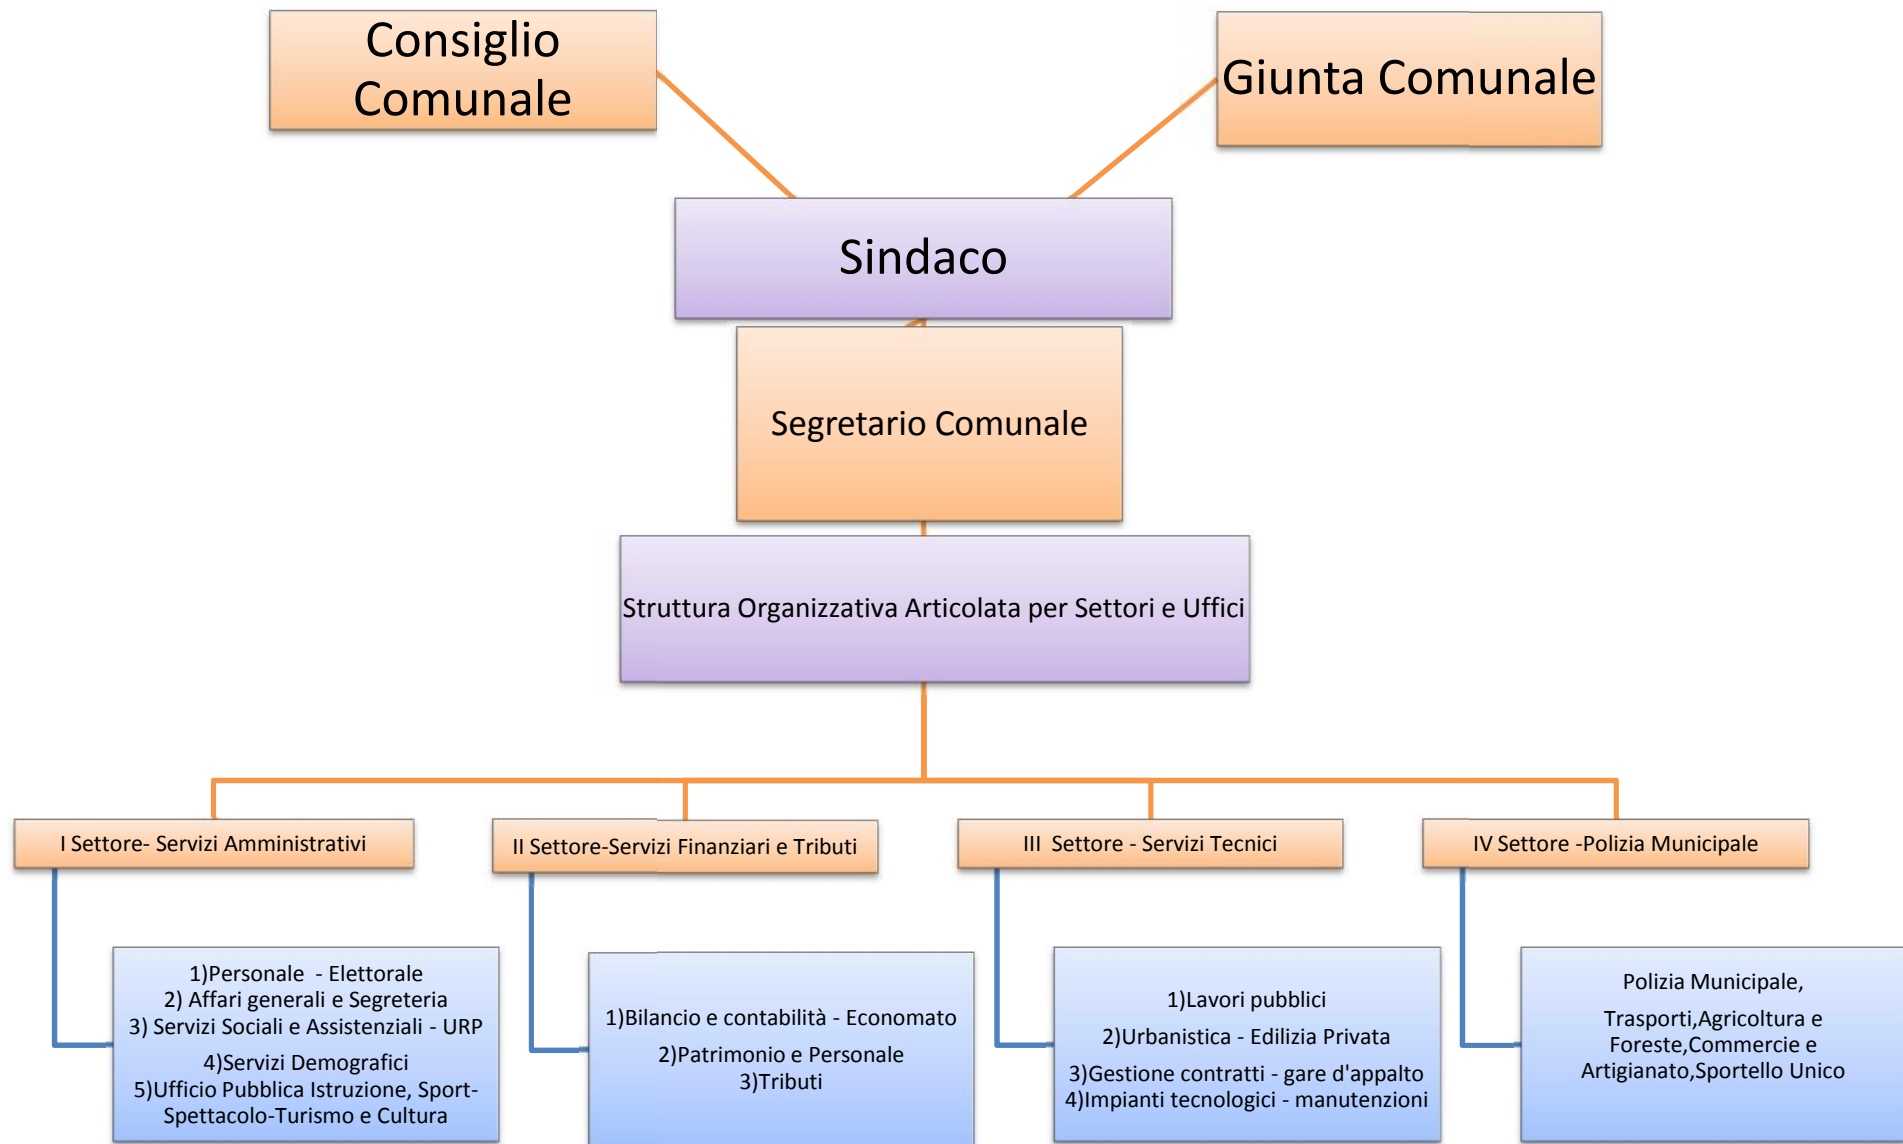 Consiglio
Comunale
Giunta Comunale
Sindaco
Segretario Comunale
Struttura Organizzativa Articolata per Settori e Uffici
I Settore- Servizi Amministrativi
II Settore-Servizi Finanziari e Tributi
III  Settore - Servizi Tecnici
IV Settore -Polizia Municipale
1)Personale  - Elettorale
2) Affari generali e Segreteria
3) Servizi Sociali e Assistenziali - URP
4)Servizi Demografici
5)Ufficio Pubblica Istruzione, Sport-
Spettacolo-Turismo e Cultura
1)Bilancio e contabilità - Economato
2)Patrimonio e Personale
3)Tributi
1)Lavori pubblici
2)Urbanistica - Edilizia Privata
3)Gestione contratti - gare d'appalto
4)Impianti tecnologici - manutenzioni
Polizia Municipale,
Trasporti,Agricoltura e
Foreste,Commercie e
Artigianato,Sportello Unico